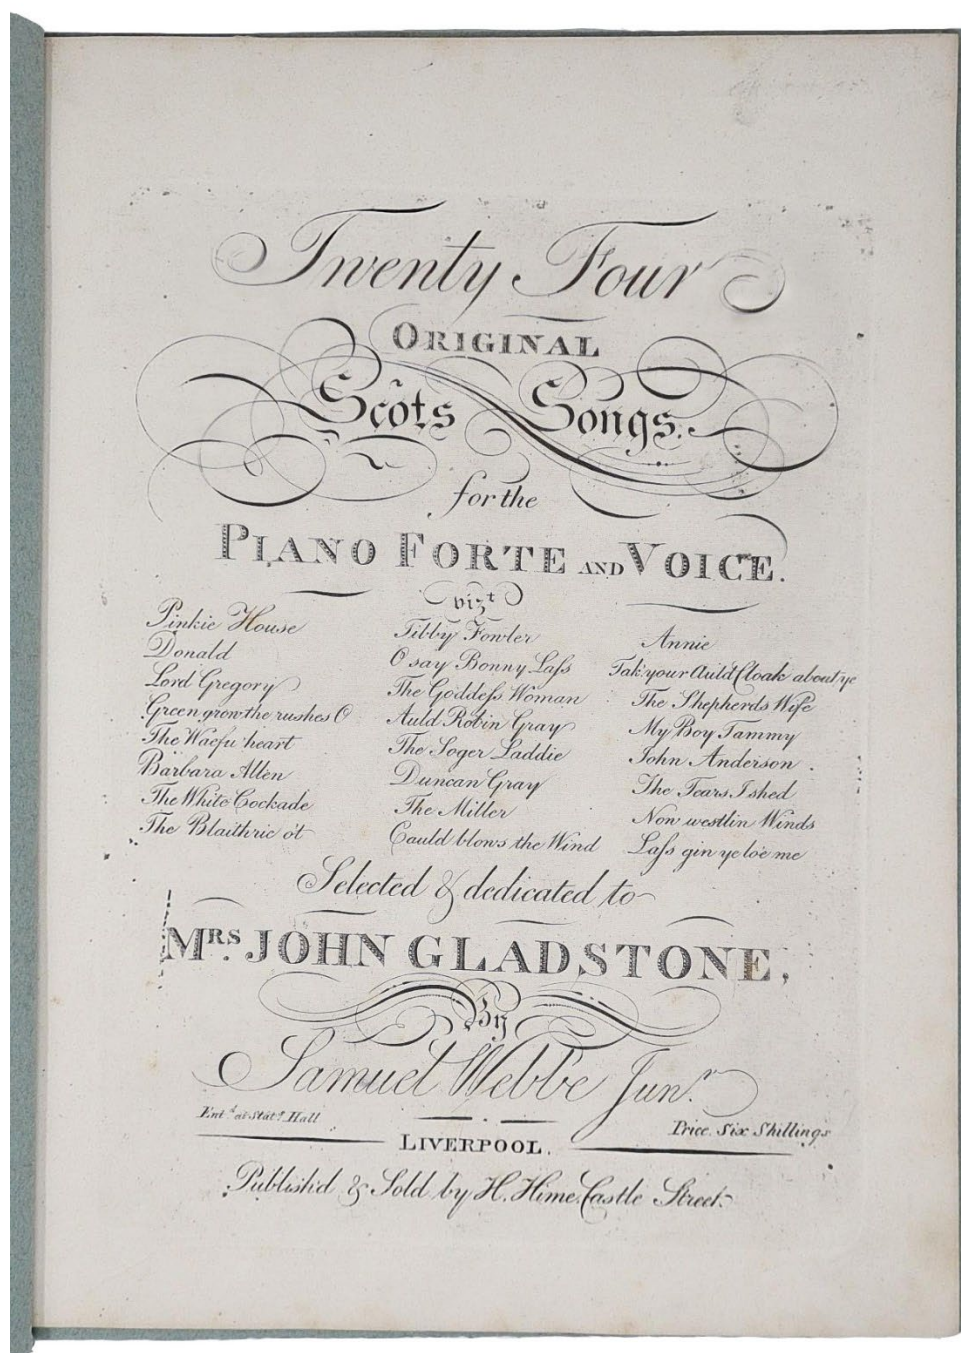 Twenty Four
ORIGINAL
Scots Songs.
for the
PIANO FORTE AND VOICE.
vizt
Pinkie House
Donald
Lord Gregory
Green grow the rushes O
The Waefu' heart
Barbara Allen
The White Cockade
The Blaithrie o't
Tibby Fowler
O say Bonny Laſs
The Goddeſs Woman
Auld Robin Gray
The Soger Laddie
Duncan Gray
The Miller
Cauld blows the Wind
Annie
Tak' your Auld Cloak about ye
The Shepherds Wife
My Boy Tammy
John Anderson
The Tears I shed
Now westlin Winds
Laſs gin ye lo'e me
Selected & dedicated to
MRS. JOHN GLADSTONE,
By
Samuel Webbe Junr.
Entd. at Statrs. Hall
Price. Six Shillings
LIVERPOOL.
Publish'd & Sold by H. Hime Castle Street.